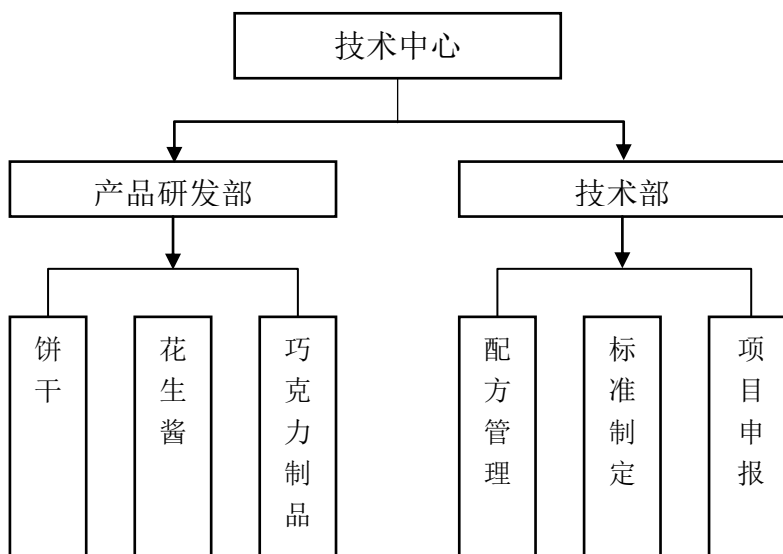 技术中心
产品研发部
技术部
饼干
花生酱
巧克力制品
配方管理
标准制定
项目申报